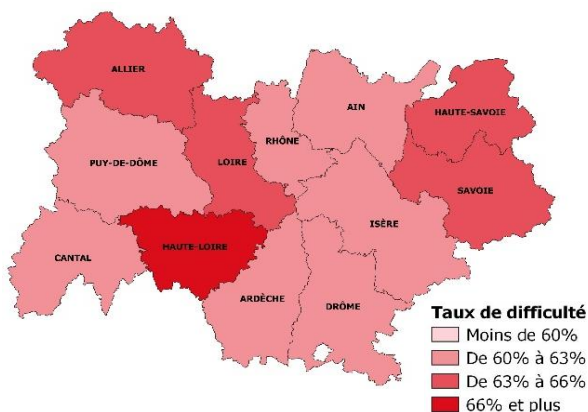 ALLIER
AIN
HAUTE-SAVOIE
RHÔNE
PUY-DE-DÔME
LOIRE
SAVOIE
ISÈRE
HAUTE-LOIRE
CANTAL
ARDÈCHE
DRÔME
Taux de difficulté
Moins de 60%
De 60% à 63%
De 63% à 66%
66% et plus